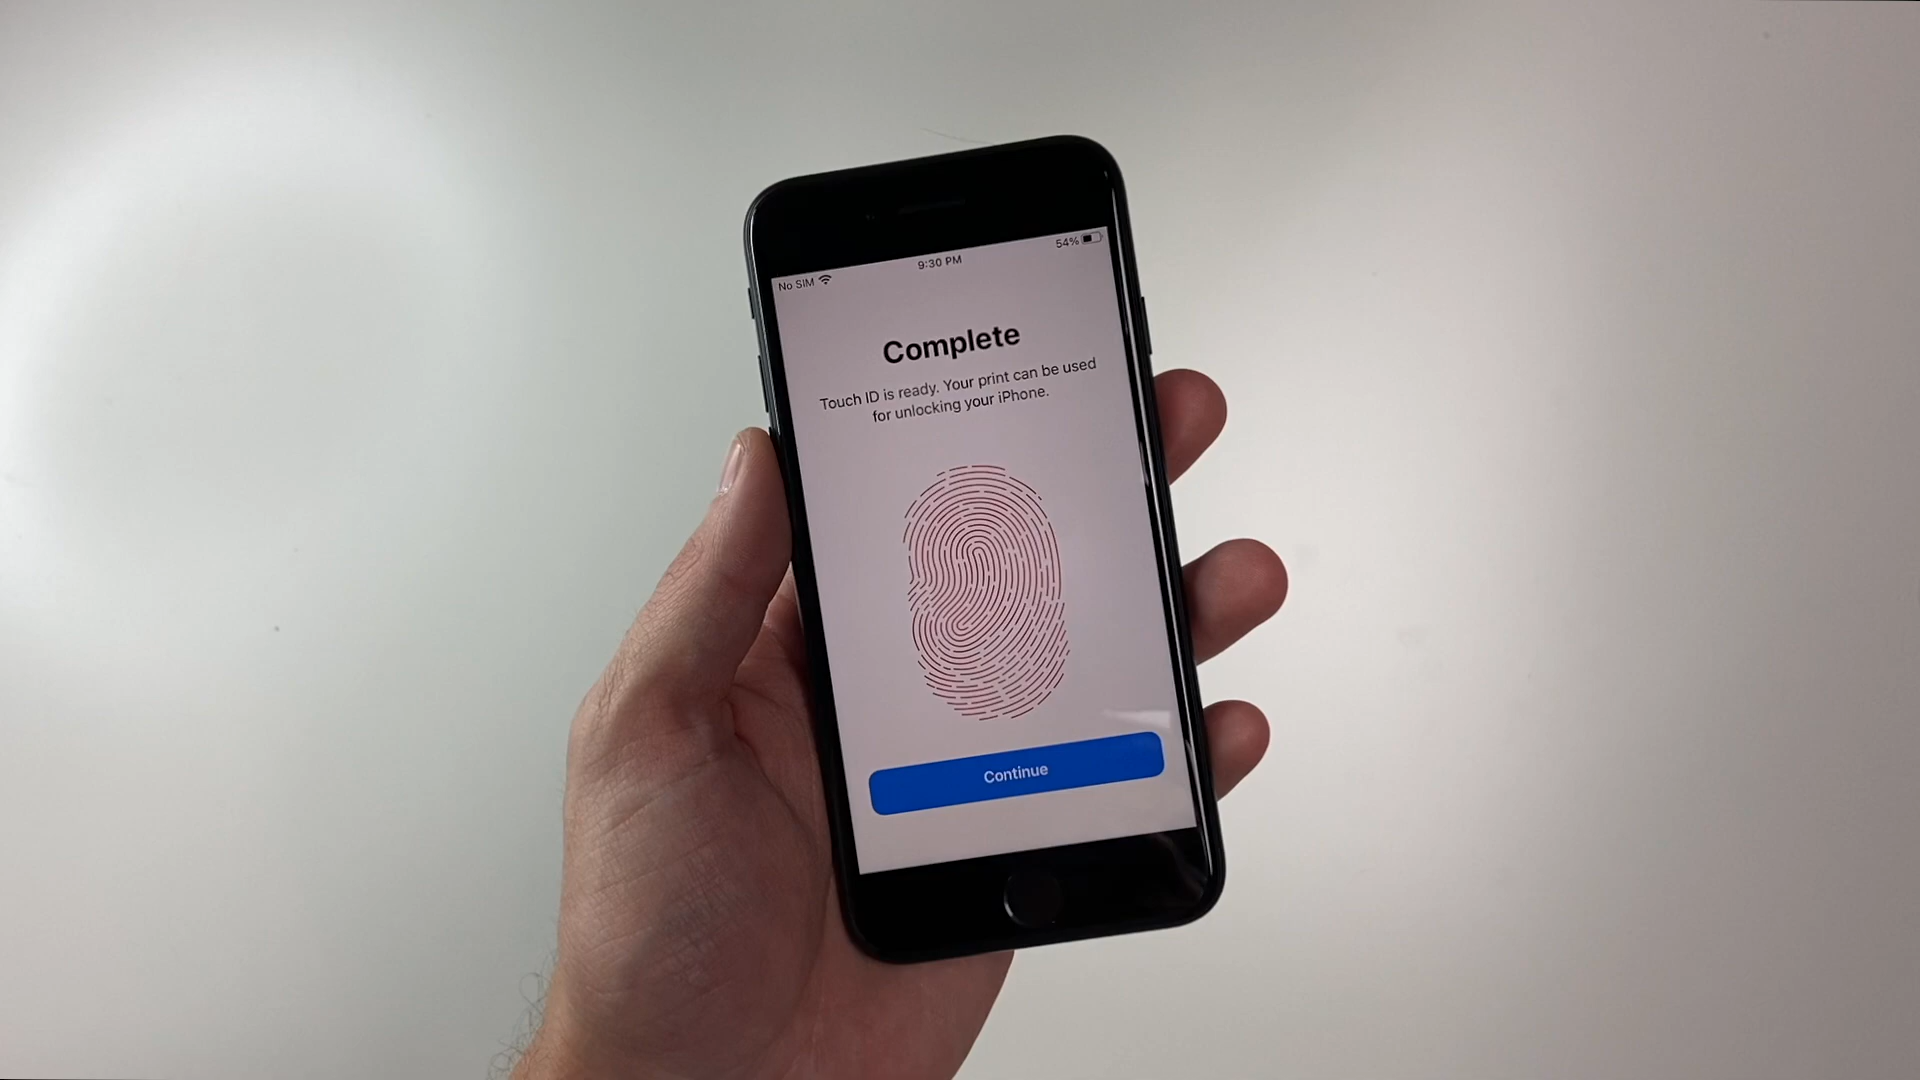 No SIM 9:30 PM 54%
Complete
Touch ID is ready. Your print can be used
for unlocking your iPhone.
Continue